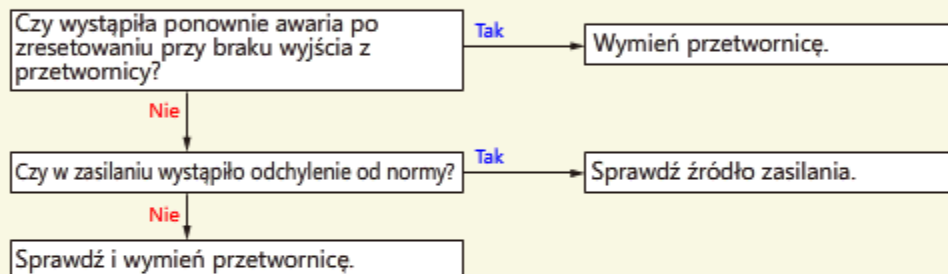 Czy wystąpiła ponownie awaria po
zresetowaniu przy braku wyjścia z
przetwornicy?
Tak
Wymień przetwornicę.
Nie
Czy w zasilaniu wystąpiło odchylenie od normy?
Tak
Sprawdź źródło zasilania.
Nie
Sprawdź i wymień przetwornicę.